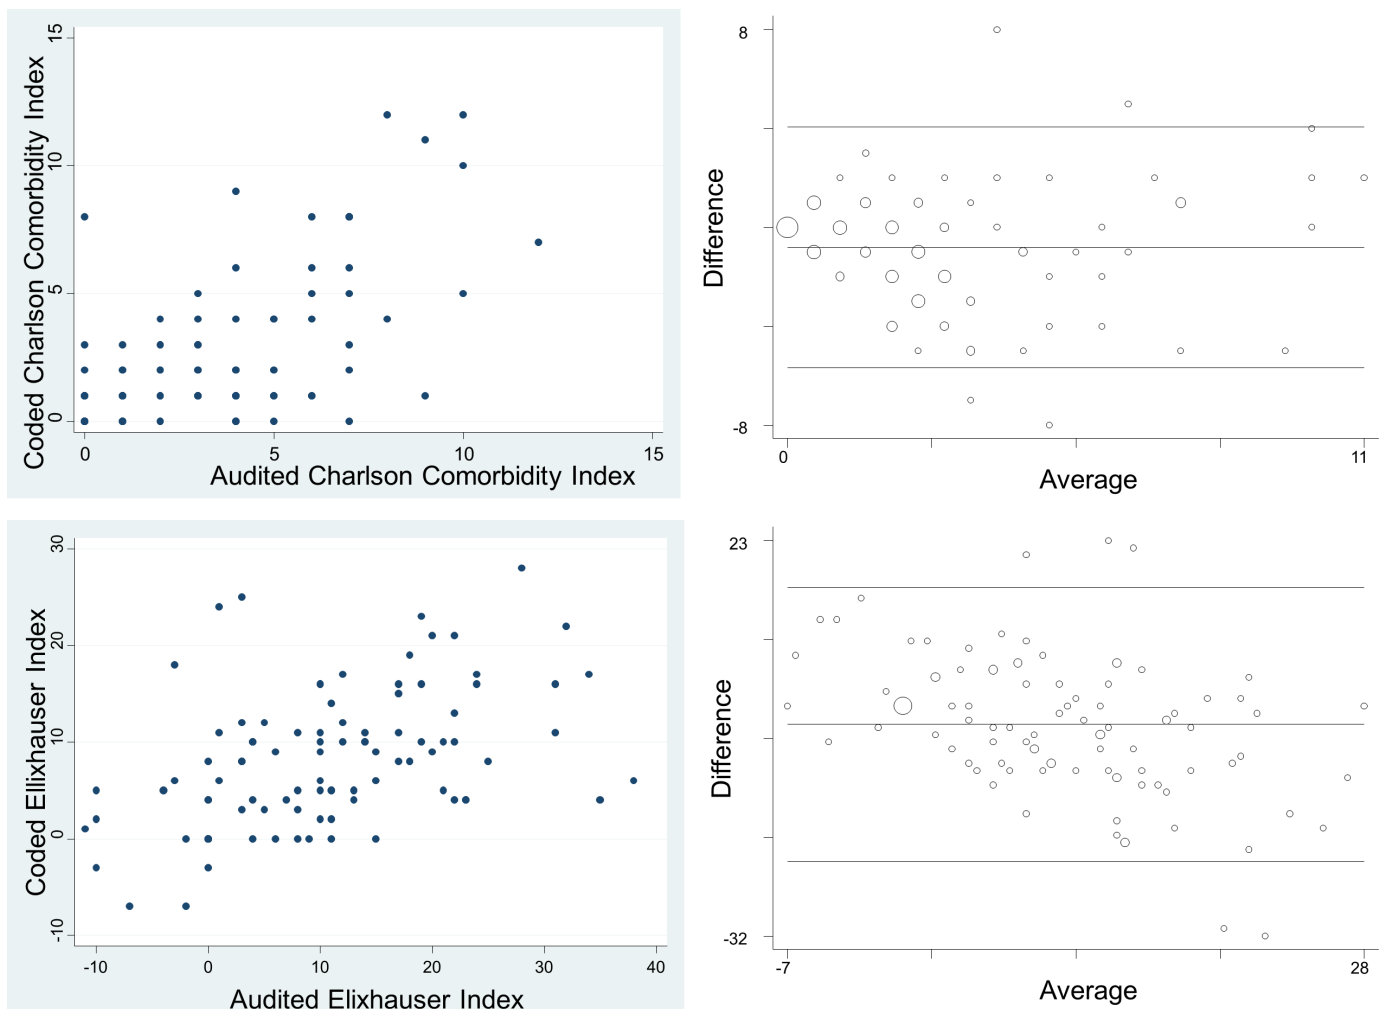 Coded Charlson Comorbidity Index
15
10
5
0
0 5 10 15
Audited Charlson Comorbidity Index
Difference
8
-8
0 11
Average
Coded Ellixhauser Index
30
20
10
0
-10
-10 0 10 20 30 40
Audited Elixhauser Index
Difference
23
-32
-7 28
Average